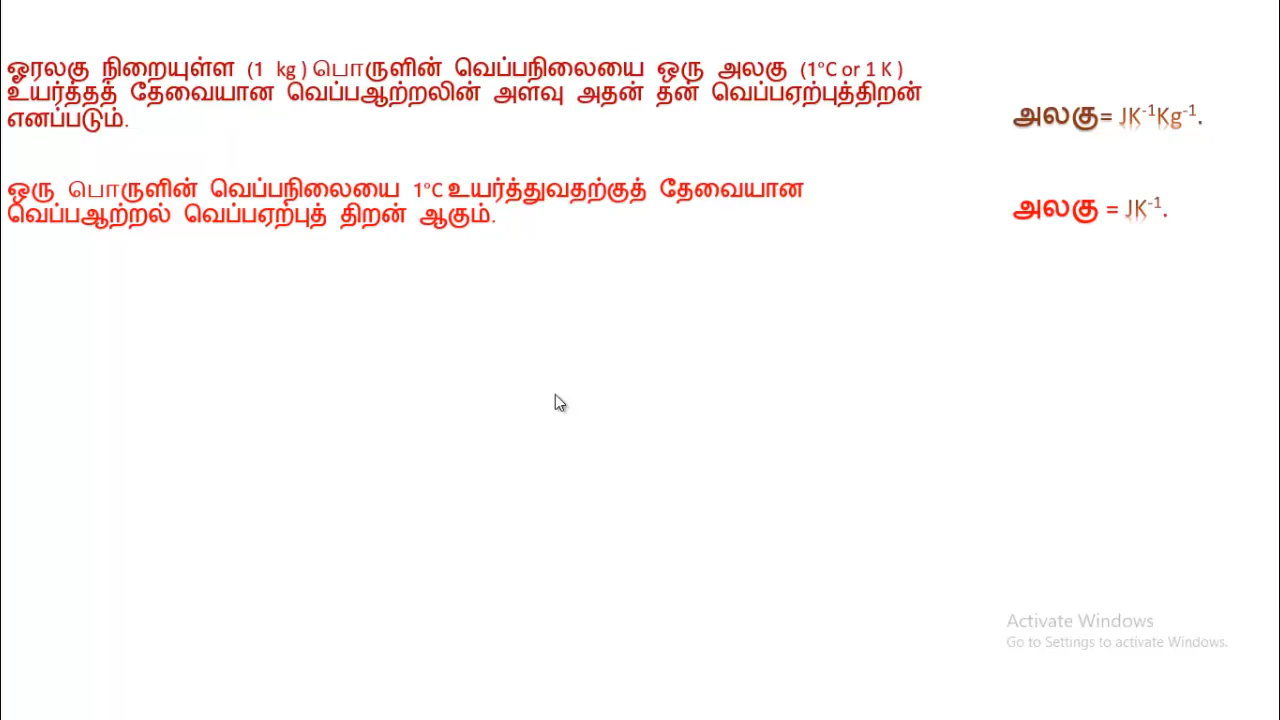 ஓரலகு நிறையுள்ள (1 kg ) பொருளின் வெப்பநிலையை ஒரு அலகு (1°C or 1 K )
உயர்த்தத் தேவையான வெப்பஆற்றலின் அளவு அதன் தன் வெப்பஏற்புத்திறன்
எனப்படும்.
அலகு= JK⁻¹Kg⁻¹.
ஒரு பொருளின் வெப்பநிலையை 1°C உயர்த்துவதற்குத் தேவையான
வெப்பஆற்றல் வெப்பஏற்புத் திறன் ஆகும்.
அலகு = JK⁻¹.
Activate Windows
Go to Settings to activate Windows.